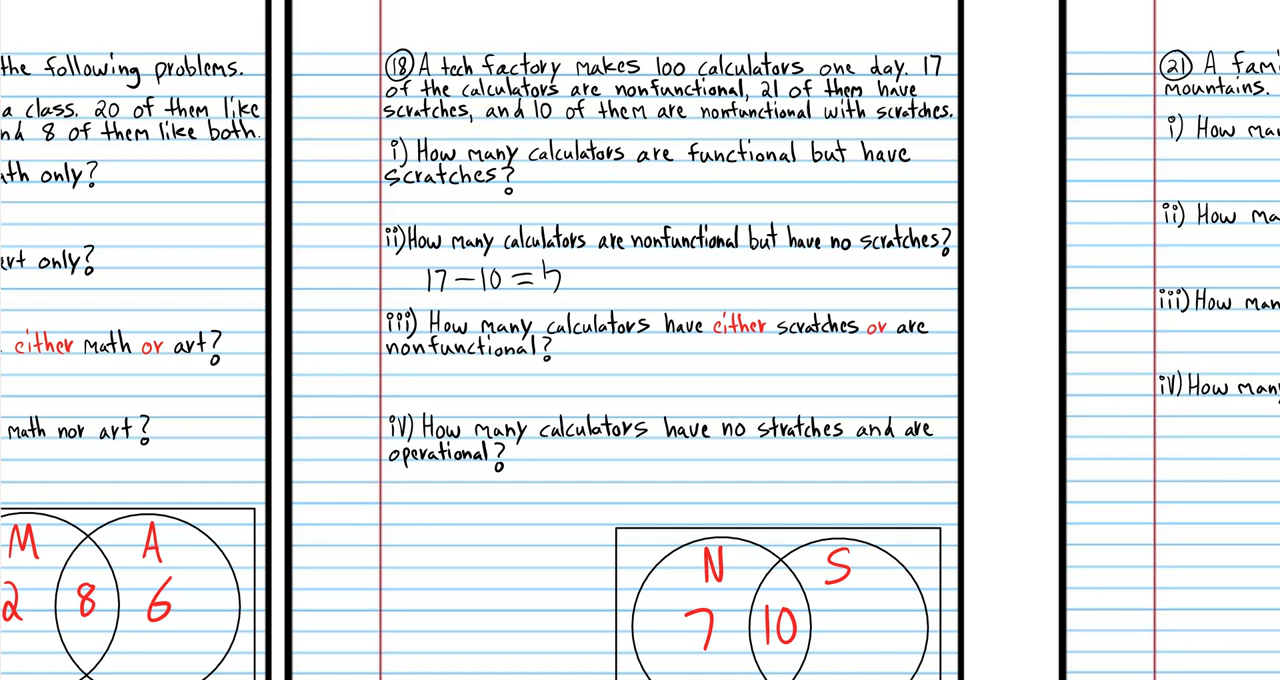 the following problems.
a class. 20 of them like
nd 8 of them like both.
ath only?
art only?
either math or art?
math nor art?
M
A
2
8
6
18 A tech factory makes 100 calculators one day. 17
of the calculators are nonfunctional, 21 of them have
scratches, and 10 of them are nonfunctional with scratches.
i) How many calculators are functional but have
scratches?
ii) How many calculators are nonfunctional but have no scratches?
17 - 10 =
iii) How many calculators have either scratches or are
nonfunctional?
iv) How many calculators have no stratches and are
operational?
N
S
7
10
21 A fami
mountains.
i) How man
ii) How ma
iii) How man
iv) How many